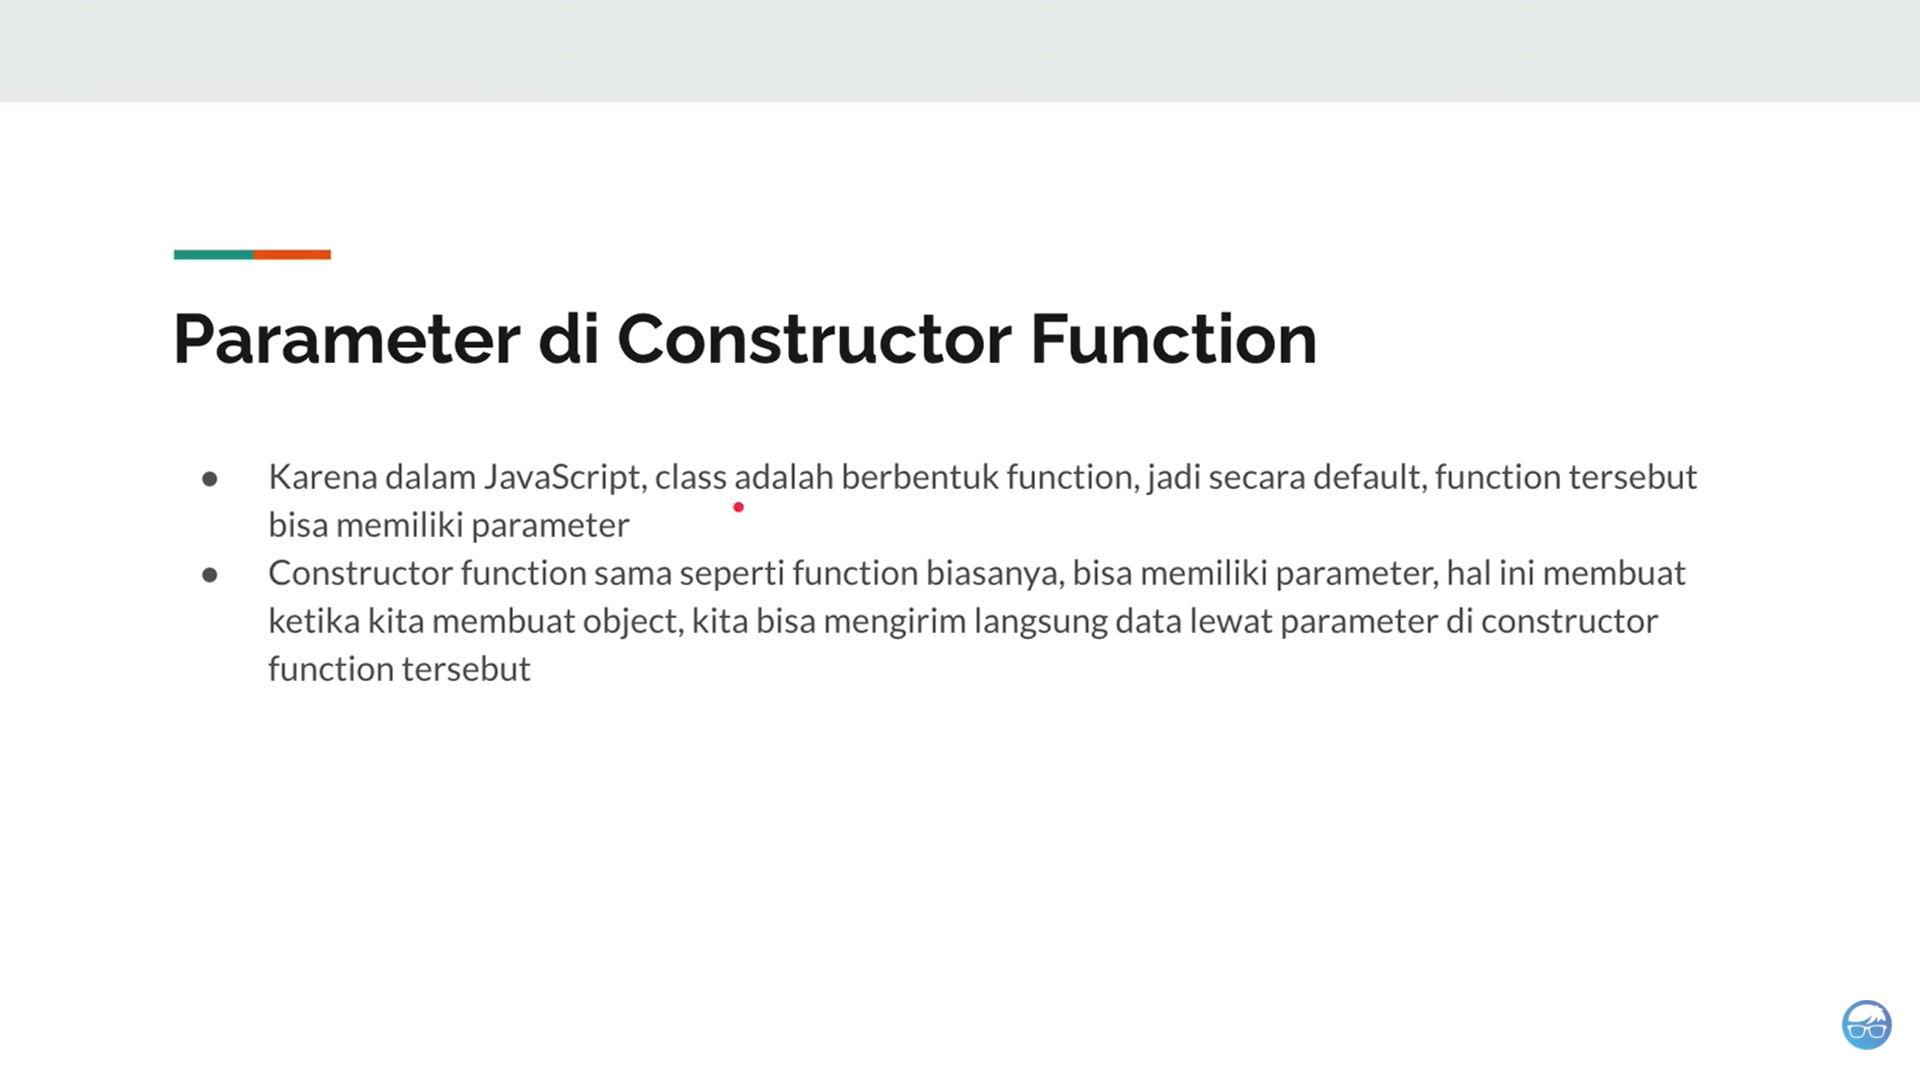 Parameter di Constructor Function
● Karena dalam JavaScript, class adalah berbentuk function, jadi secara default, function tersebut
bisa memiliki parameter
● Constructor function sama seperti function biasanya, bisa memiliki parameter, hal ini membuat
ketika kita membuat object, kita bisa mengirim langsung data lewat parameter di constructor
function tersebut